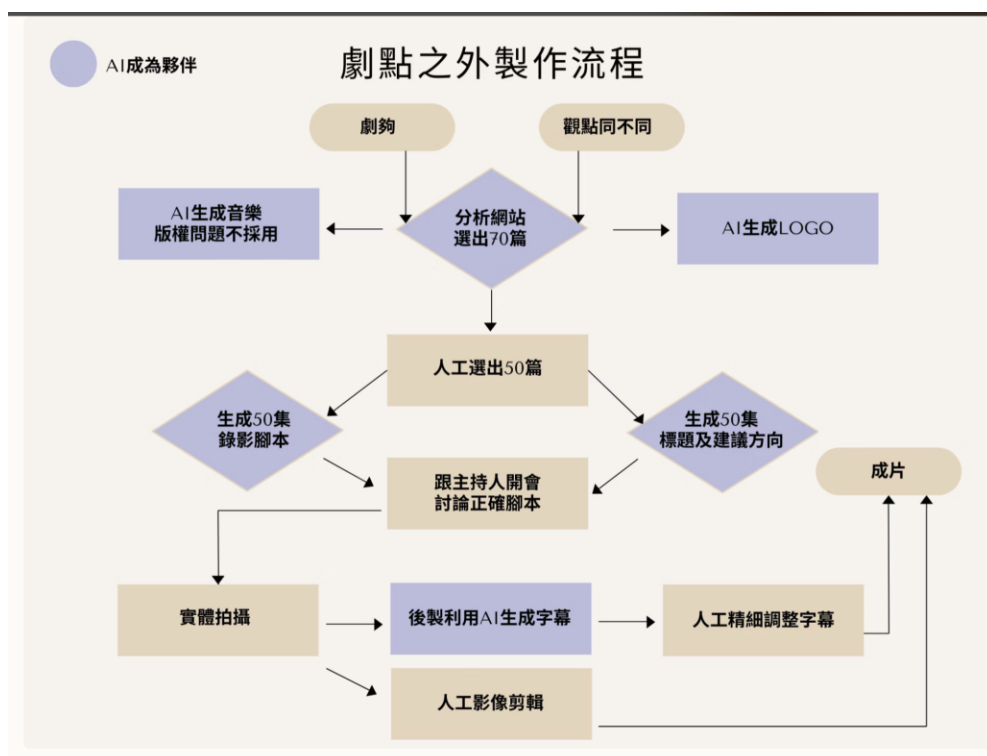 AI成為夥伴
劇點之外製作流程
劇夠
觀點同不同
AI生成音樂
版權問題不採用
分析網站
選出70篇
AI生成LOGO
人工選出50篇
生成50集
錄影腳本
生成50集
標題及建議方向
成片
跟主持人開會
討論正確腳本
實體拍攝
後製利用AI生成字幕
人工精細調整字幕
人工影像剪輯